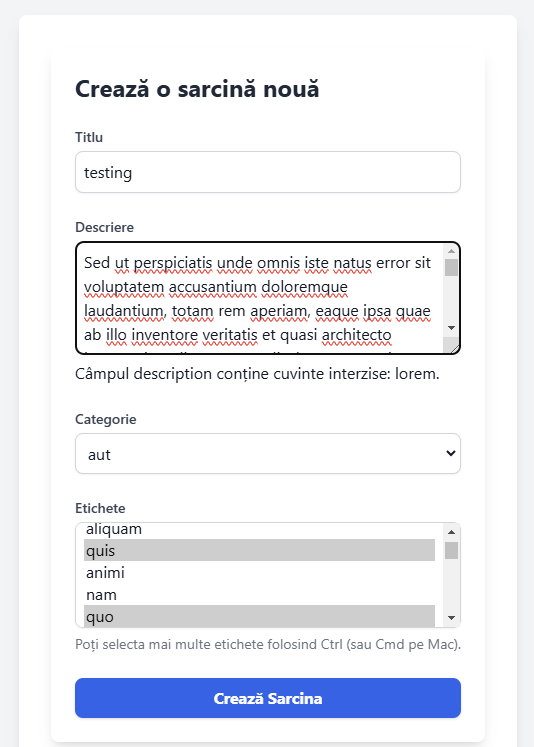 Crează o sarcină nouă
Titlu
testing
Descriere
Sed ut perspiciatis unde omnis iste natus error sit
voluptatem accusantium doloremque
laudantium, totam rem aperiam, eaque ipsa quae
ab illo inventore veritatis et quasi architecto
Câmpul description conține cuvinte interzise: lorem.
Categorie
aut
Etichete
aliquam
quis
animi
nam
quo
Poți selecta mai multe etichete folosind Ctrl (sau Cmd pe Mac).
Crează Sarcina